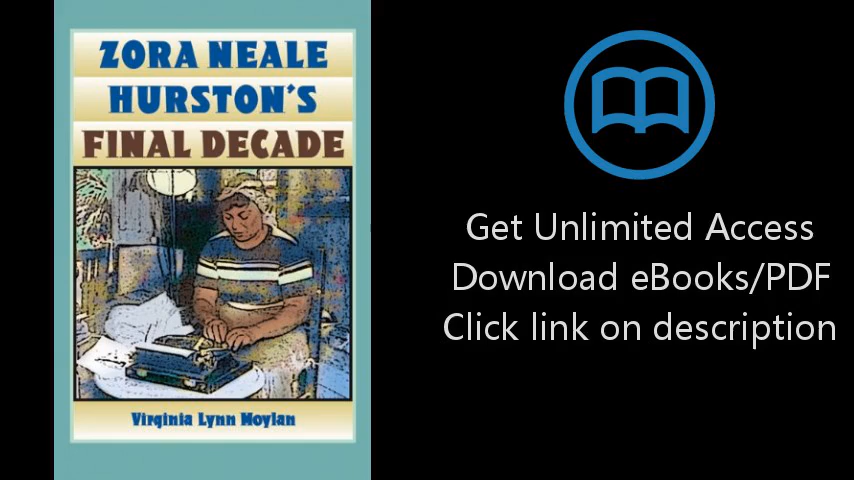 ZORA NEALE
HURSTON'S
FINAL DECADE
Virginia Lynn Moylan
Get Unlimited Access
Download eBooks/PDF
Click link on description